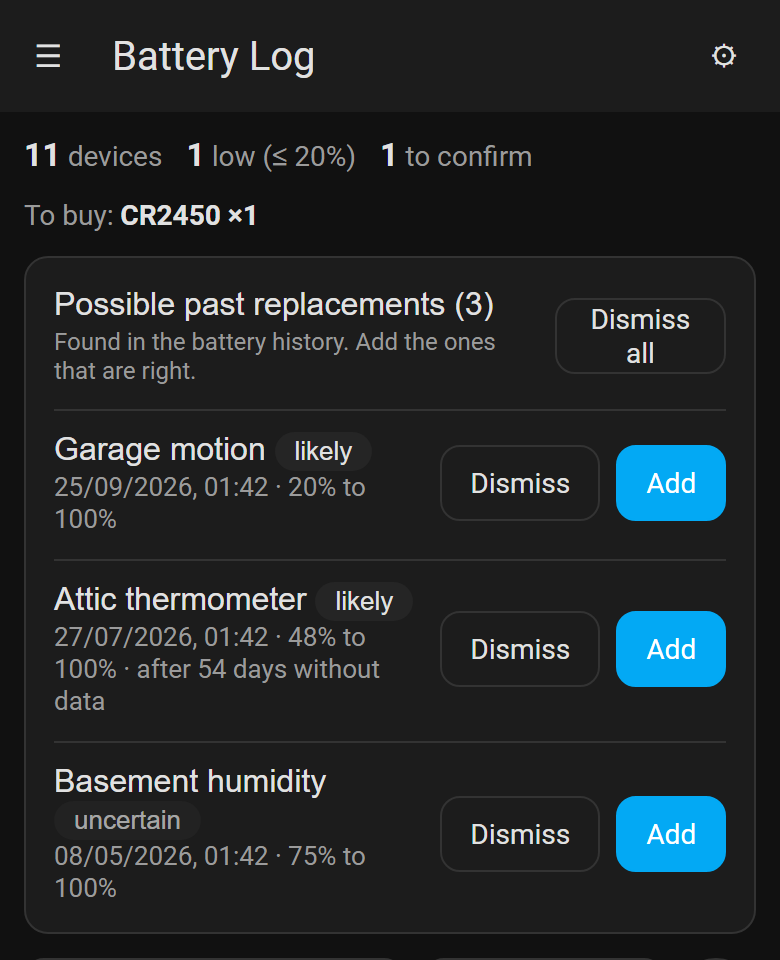 ☰ Battery Log ⚙
11 devices 1 low (≤ 20%) 1 to confirm
To buy: CR2450 ×1
Possible past replacements (3)
Found in the battery history. Add the ones
that are right.
Dismiss
all
Garage motion likely
25/09/2026, 01:42 · 20% to
100%
Dismiss Add
Attic thermometer likely
27/07/2026, 01:42 · 48% to
100% · after 54 days without
data
Dismiss Add
Basement humidity
uncertain
08/05/2026, 01:42 · 75% to
100%
Dismiss Add